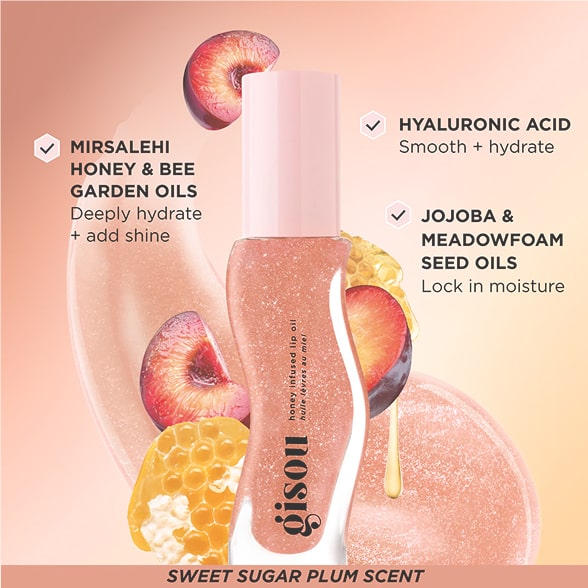 MIRSALEHI
HONEY & BEE
GARDEN OILS
Deeply hydrate
+ add shine
HYALURONIC ACID
Smooth + hydrate
JOJOBA &
MEADOWFOAM
SEED OILS
Lock in moisture
gisou
honey infused lip oil
huile lèvres au miel
SWEET SUGAR PLUM SCENT